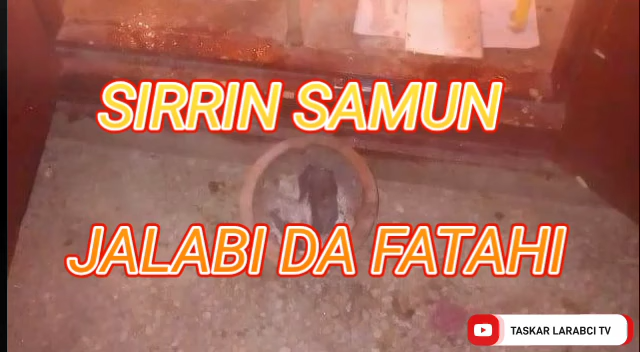 SIRRIN SAMUN
JALABI DA FATAHI
TASKAR LARABCI TV